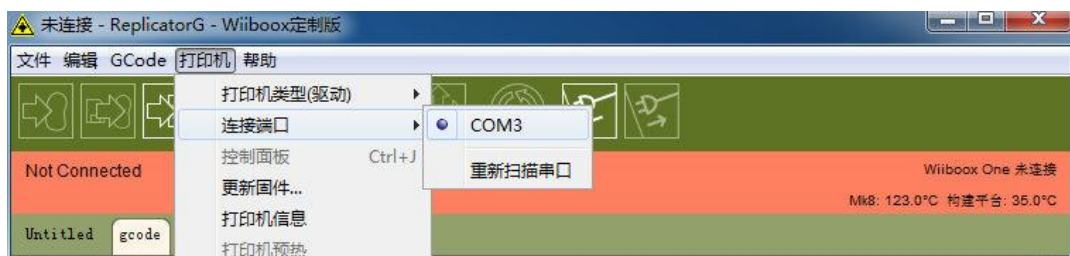 未连接 - ReplicatorG - Wiiboox定制版
文件 编辑 GCode 打印机 帮助
打印机类型(驱动)
连接端口
COM3
控制面板 Ctrl+J
重新扫描串口
Not Connected
Wiiboox One 未连接
更新固件...
Mk8: 123.0°C 构建平台: 35.0°C
打印机信息
Untitled gcode
打印机预热